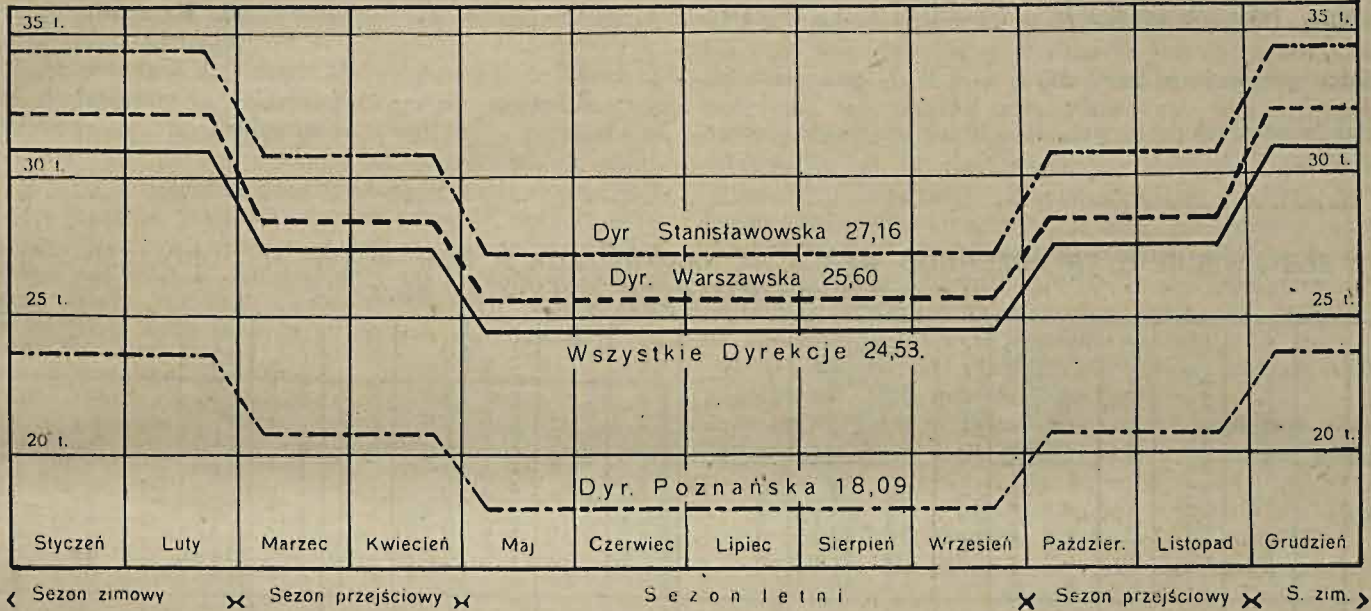 35 t. 35 t.
30 t. 30 t.
Dyr Stanisławowska 27,16
Dyr. Warszawska 25,60
25 t. 25 t.
Wszystkie Dyrekcje 24,53.
20 t. 20 t.
Dyr. Poznańska 18,09
Styczeń Luty Marzec Kwiecień Maj Czerwiec Lipiec Sierpień Wrzesień Paździer. Listopad Grudzień
Sezon zimowy Sezon przejściowy Sezon letni Sezon przejściowy S. zim.